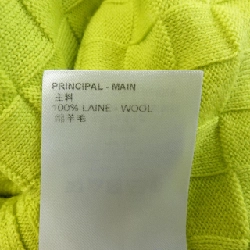 PRINCIPAL - MAIN
主料
100% LAINE - WOOL
绵羊毛